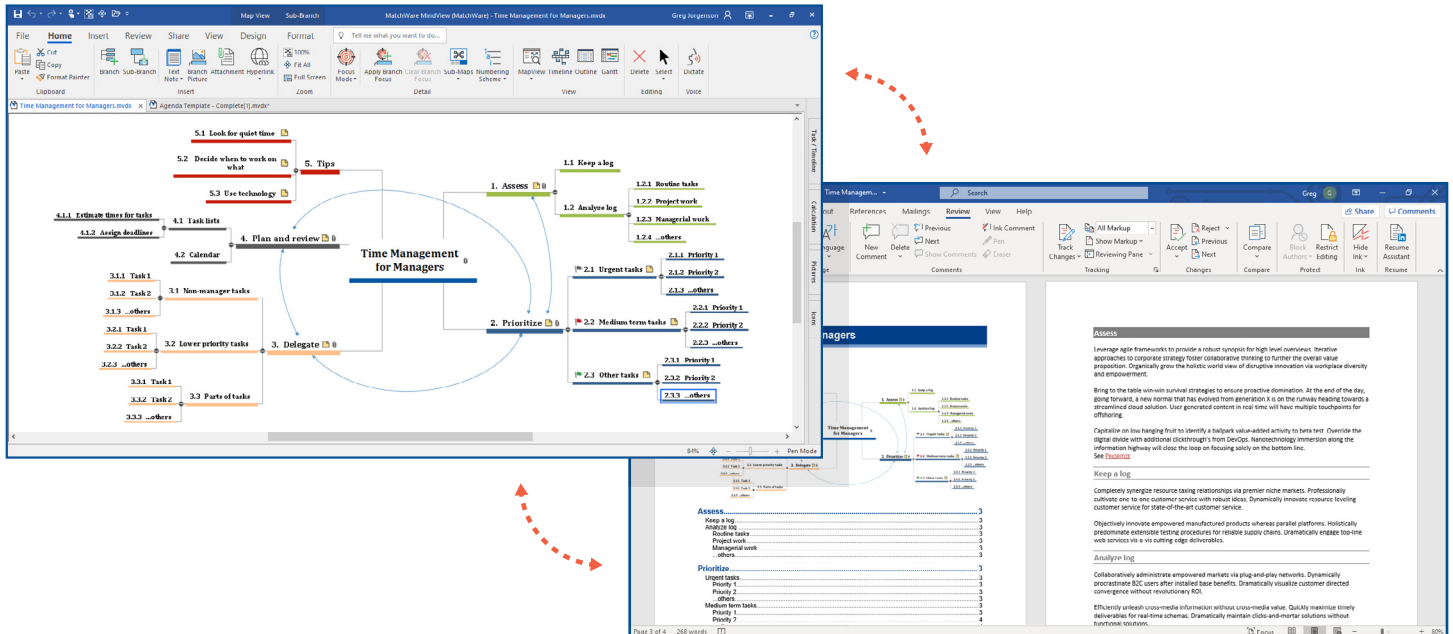 Map View Sub-Branch MatchWare MindView (MatchWare) - Time Management for Managers.mvdx Greg Jorgenson
File Home Insert Review Share View Design Format Tell me what you want to do...
Paste Cut Copy Format Painter
Branch Sub-Branch Text Note Branch Picture Attachment Hyperlink
100% Fit All Full Screen
Focus Mode Apply Branch Focus Clear Branch Focus Sub-Maps Numbering Scheme
MapView Timeline Outline Gantt Delete Select Dictate
Clipboard Insert Zoom Detail View Editing Voice
Time Management for Managers.mvdx x Agenda Template - Complete(1).mvdx*
Task / Timeline
Calculation
Pictures
Icons
Time Management
for Managers
1. Assess
1.1 Keep a log
1.2 Analyze log
1.2.1 Routine tasks
1.2.2 Project work
1.2.3 Managerial work
1.2.4 ...others
2. Prioritize
2.1 Urgent tasks
2.1.1 Priority 1
2.1.2 Priority 2
2.1.3 ...others
2.2 Medium term tasks
2.2.1 Priority 1
2.2.2 Priority 2
2.2.3 ...others
2.3 Other tasks
2.3.1 Priority 1
2.3.2 Priority 2
2.3.3 ...others
3. Delegate
3.1 Non-manager tasks
3.1.1 Task 1
3.1.2 Task 2
3.1.3 ...others
3.2 Lower priority tasks
3.2.1 Task 1
3.2.2 Task 2
3.2.3 ...others
3.3 Parts of tasks
3.3.1 Task 1
3.3.2 Task 2
3.3.3 ...others
4. Plan and review
4.1 Task lists
4.1.1 Estimate times for tasks
4.1.2 Assign deadlines
4.2 Calendar
5. Tips
5.1 Look for quiet time
5.2 Decide when to work on
what
5.3 Use technology
84% Pen Mode
Time Managem... Search Greg G
References Mailings Review View Help Share Comments
New Comment Delete Previous Next Show Comments Ink Comment Pen Eraser
Track Changes All Markup Show Markup Reviewing Pane
Accept Reject Previous Next Compare Block Authors Restrict Editing Hide Ink Resume Assistant
Comments Tracking Changes Compare Protect Ink Resume
nagers
Assess 3
Keep a log 3
Analyze log 3
Routine tasks 3
Project work 3
Managerial work 3
...others 3
Prioritize 3
Urgent tasks 3
Priority 1 3
Priority 2 3
...others 3
Medium term tasks 3
Priority 1 3
Priority 2 4
Assess
Leverage agile frameworks to provide a robust synopsis for high level overviews. Iterative
approaches to corporate strategy foster collaborative thinking to further the overall value
proposition. Organically grow the holistic world view of disruptive innovation via workplace diversity
and empowerment.
Bring to the table win-win survival strategies to ensure proactive domination. At the end of the day,
going forward, a new normal that has evolved from generation X is on the runway heading towards a
streamlined cloud solution. User generated content in real-time will have multiple touchpoints for
offshoring.
Capitalize on low hanging fruit to identify a ballpark value-added activity to beta test. Override the
digital divide with additional clickthrough's from DevOps. Nanotechnology immersion along the
information highway will close the loop on focusing solely on the bottom line.
See Prioritize
Keep a log
Completely synergize resource taxing relationships via premier niche markets. Professionally
cultivate one-to-one customer service with robust ideas. Dynamically innovate resource-leveling
customer service for state-of-the-art customer service.
Objectively innovate empowered manufactured products whereas parallel platforms. Holistically
predominate extensible testing procedures for reliable supply chains. Dramatically engage top-line
web services vis-a-vis cutting-edge deliverables.
Analyze log
Collaboratively administrate empowered markets via plug-and-play networks. Dynamically
procrastinate B2C users after installed base benefits. Dramatically visualize customer directed
convergence without revolutionary ROI.
Efficiently unleash cross-media information without cross-media value. Quickly maximize timely
deliverables for real-time schemas. Dramatically maintain clicks-and-mortar solutions without
functional solutions.
Page 3 of 4 268 words Focus 80%